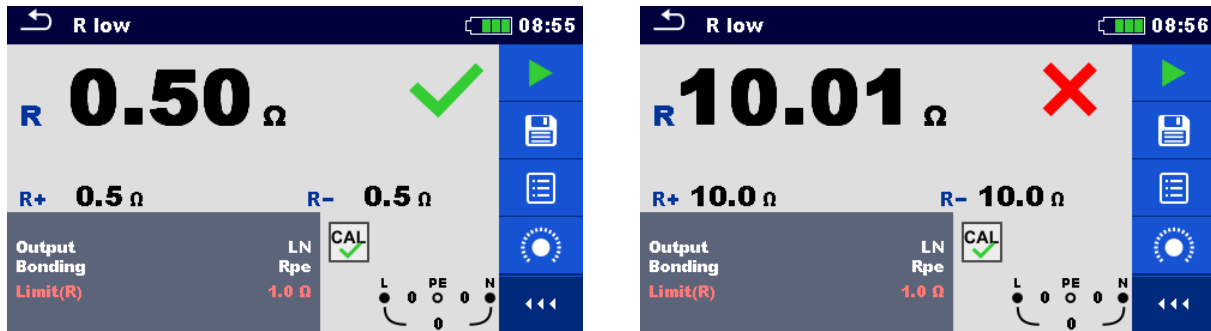 R low 08:55
R 0.50 Ω
R+ 0.5 Ω R- 0.5 Ω
Output LN
Bonding Rpe
Limit(R) 1.0 Ω
CAL
L PE N
0 0
0
R low 08:56
R 10.01 Ω
R+ 10.0 Ω R- 10.0 Ω
Output LN
Bonding Rpe
Limit(R) 1.0 Ω
CAL
L PE N
0 0
0